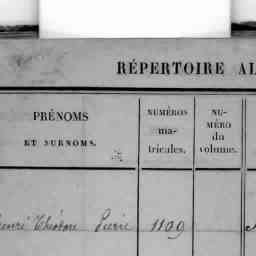 RÉPERTOIRE AL
PRÉNOMS
ET SURNOMS.
NUMÉROS
ma-
tricules.
NU-
MÉRO
du
volume.
Henri Théodore Pierre 1109